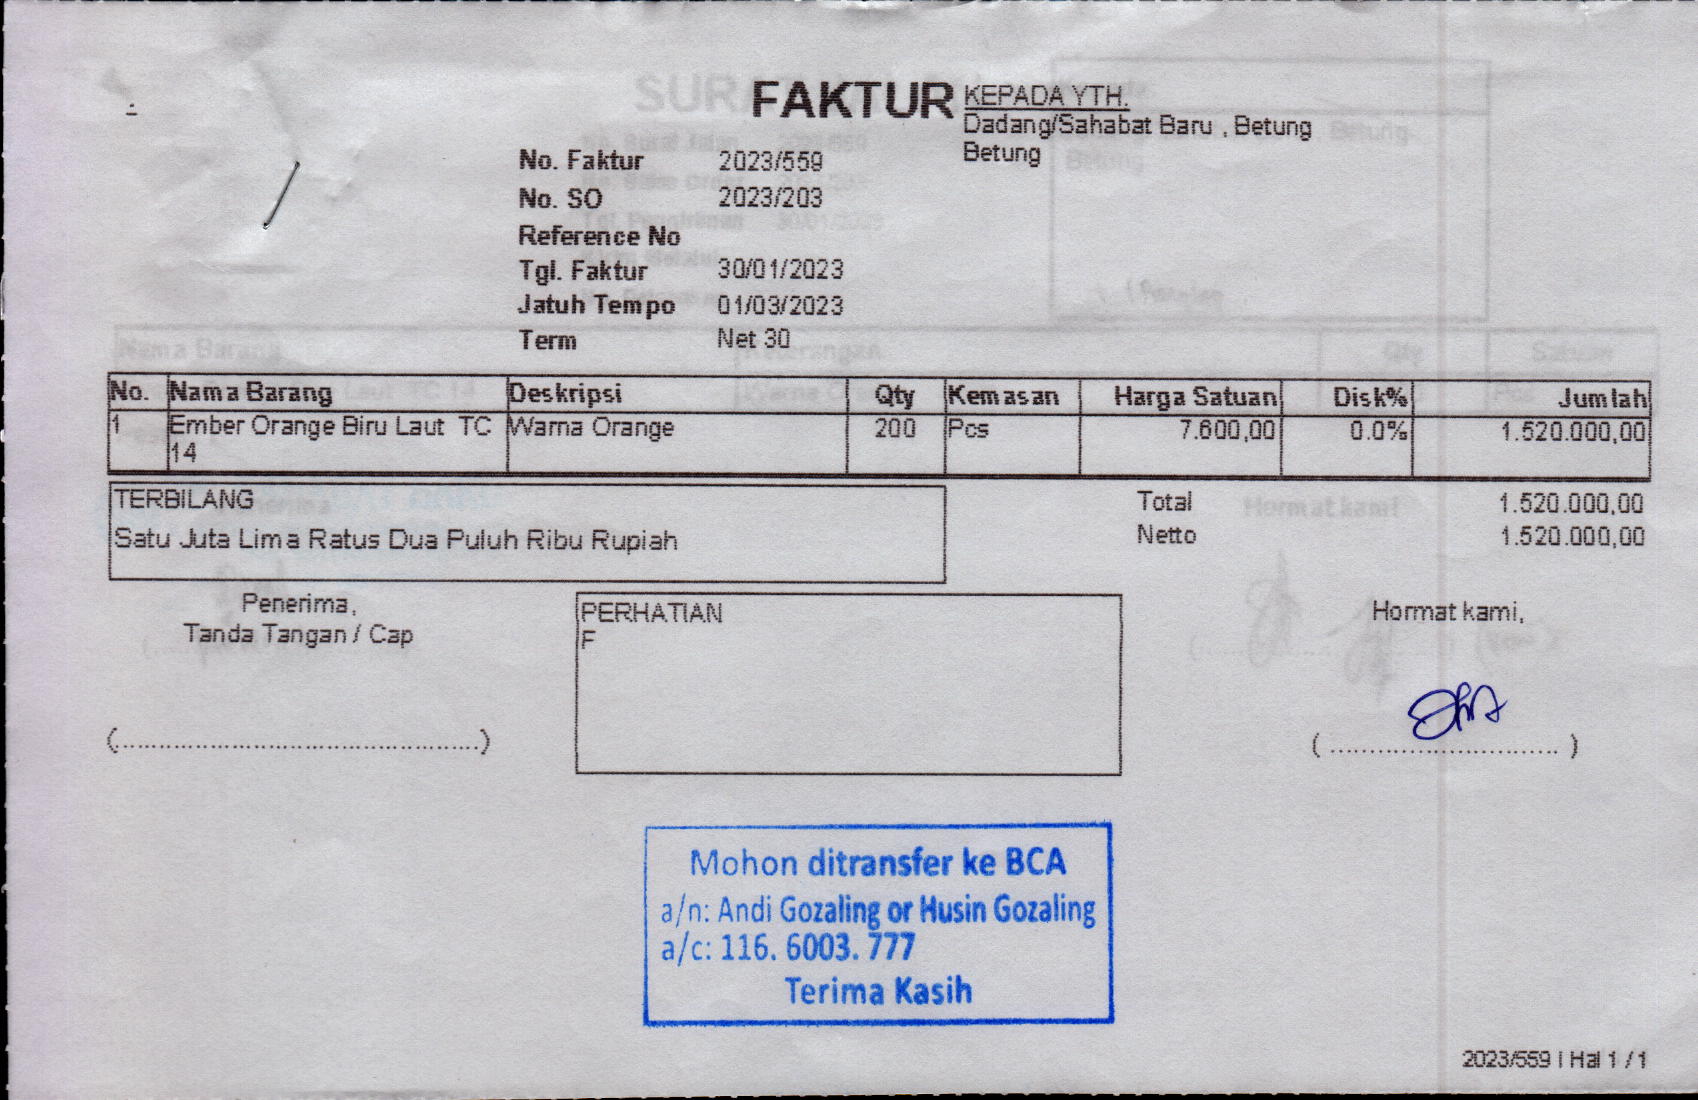 FAKTUR
KEPADA YTH.
Dadang/Sahabat Baru , Betung
Betung
No. Faktur 2023/559
No. SO 2023/203
Reference No
Tgl. Faktur 30/01/2023
Jatuh Tempo 01/03/2023
Term Net 30
No. Nama Barang Deskripsi Qty Kemasan Harga Satuan Disk% Jumlah
1 Ember Orange Biru Laut TC Warna Orange 200 Pcs 7.600,00 0.0% 1.520.000,00
14
TERBILANG
Satu Juta Lima Ratus Dua Puluh Ribu Rupiah
Total 1.520.000,00
Netto 1.520.000,00
Penerima,
Tanda Tangan / Cap
(................................................)
PERHATIAN
F
Hormat kami,
( ............................. )
Mohon ditransfer ke BCA
a/n: Andi Gozaling or Husin Gozaling
a/c: 116. 6003. 777
Terima Kasih
2023/559 | Hal 1 / 1